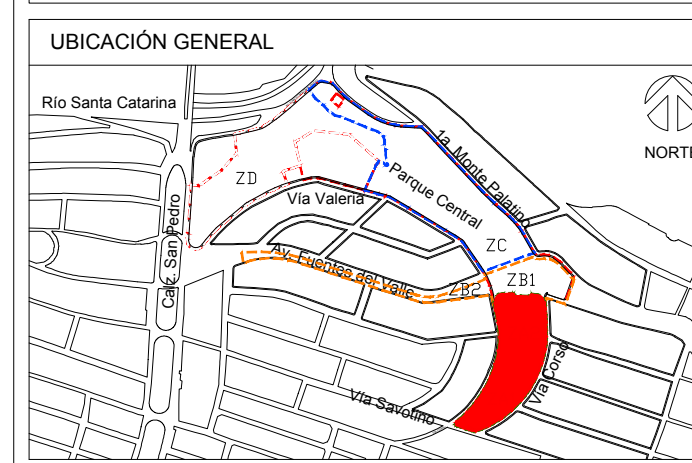 UBICACIÓN GENERAL
Río Santa Catarina
NORTE
1a. Monte Palatino
ZD
Parque Central
Vía Valeria
Calz. San Pedro
ZC
Av. Fuentes del Valle
ZB2
ZB1
Vía Corso
Vía Savotino